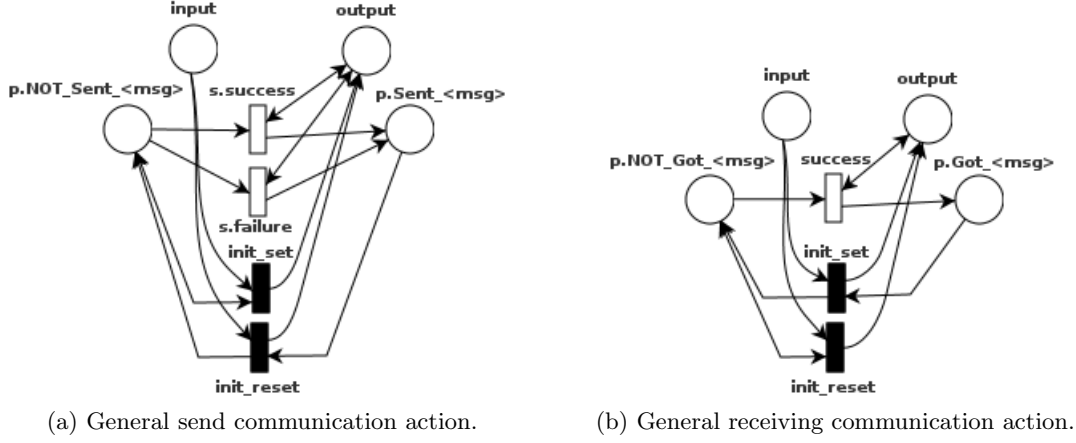 input
output
p.NOT_Sent_<msg>
s.success
p.Sent_<msg>
s.failure
init_set
init_reset
(a) General send communication action.
input
output
p.NOT_Got_<msg>
success
p.Got_<msg>
init_set
init_reset
(b) General receiving communication action.